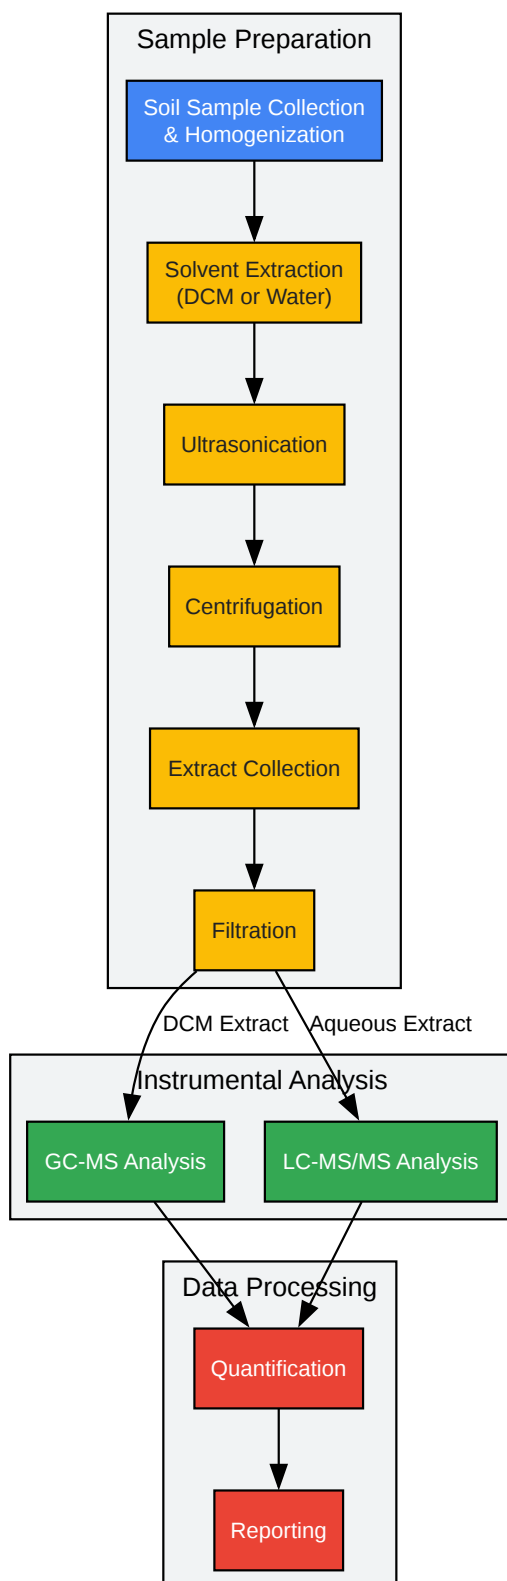 Sample Preparation
Soil Sample Collection
& Homogenization
Solvent Extraction
(DCM or Water)
Ultrasonication
Centrifugation
Extract Collection
Filtration
DCM Extract
Aqueous Extract
Instrumental Analysis
GC-MS Analysis
LC-MS/MS Analysis
Data Processing
Quantification
Reporting